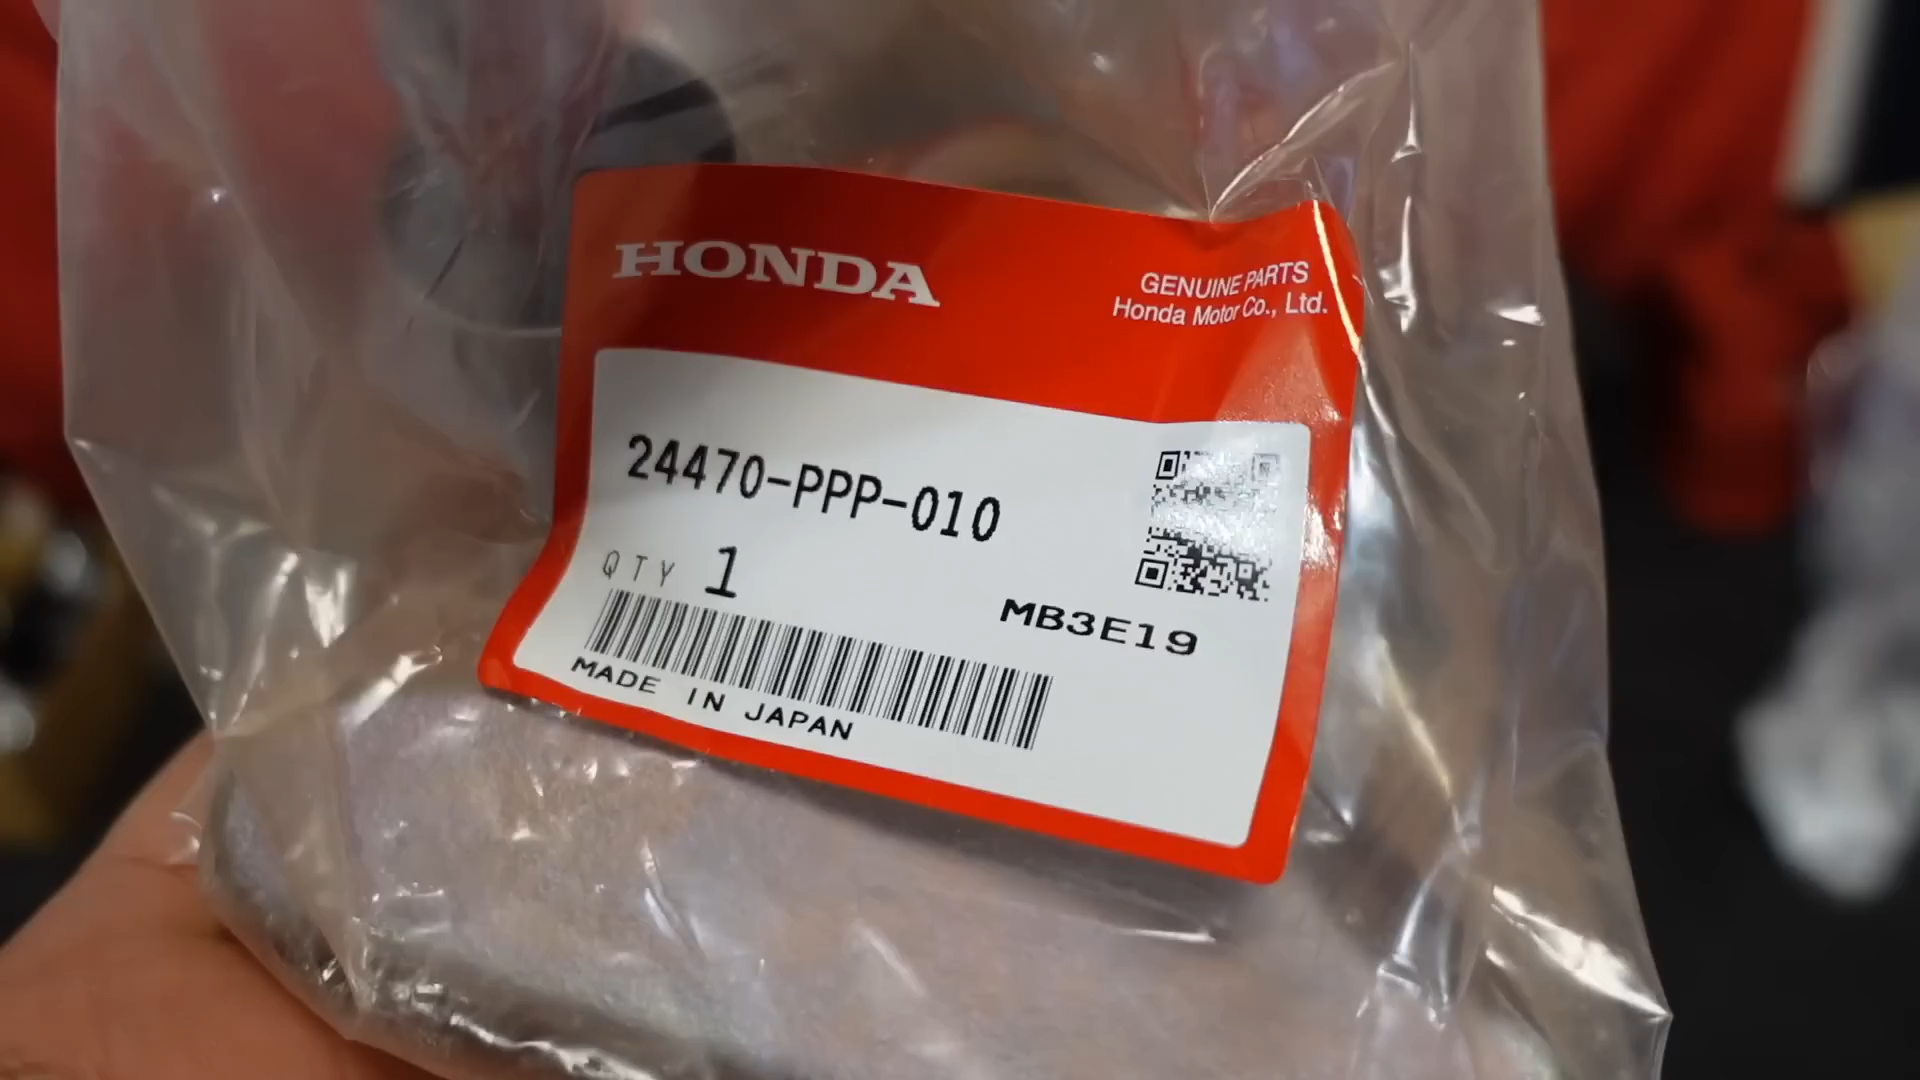 HONDA
GENUINE PARTS
Honda Motor Co., Ltd.
24470-PPP-010
QTY 1
MB3E19
MADE IN JAPAN